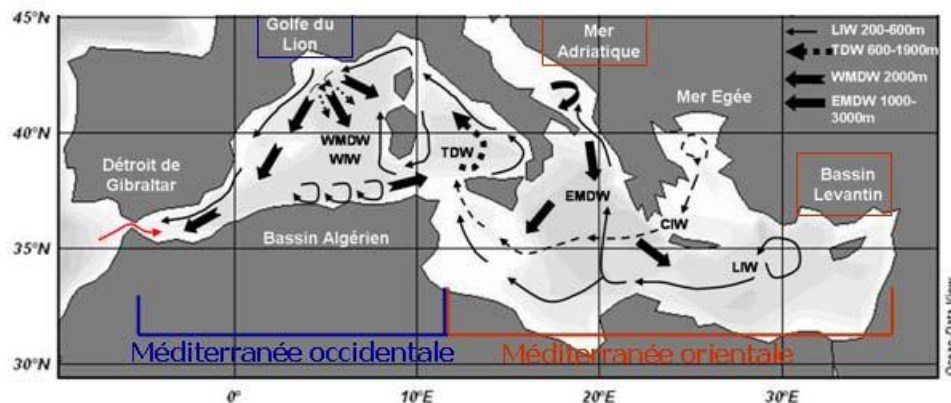 45°N
40°N
35°N
30°N
Golfe du
Lion
Mer
Adriatique
LIW 200-600m
TDW 600-1900m
WMDW 2000m
EMDW 1000-
3000m
Mer Egée
Détroit de
Gibraltar
WMDW
WIW
TDW
Bassin
Levantin
EMDW
CIW
Bassin Algérien
LIW
Méditerranée occidentale
Méditerranée orientale
0°
10°E
20°E
30°E
Ocean Data View